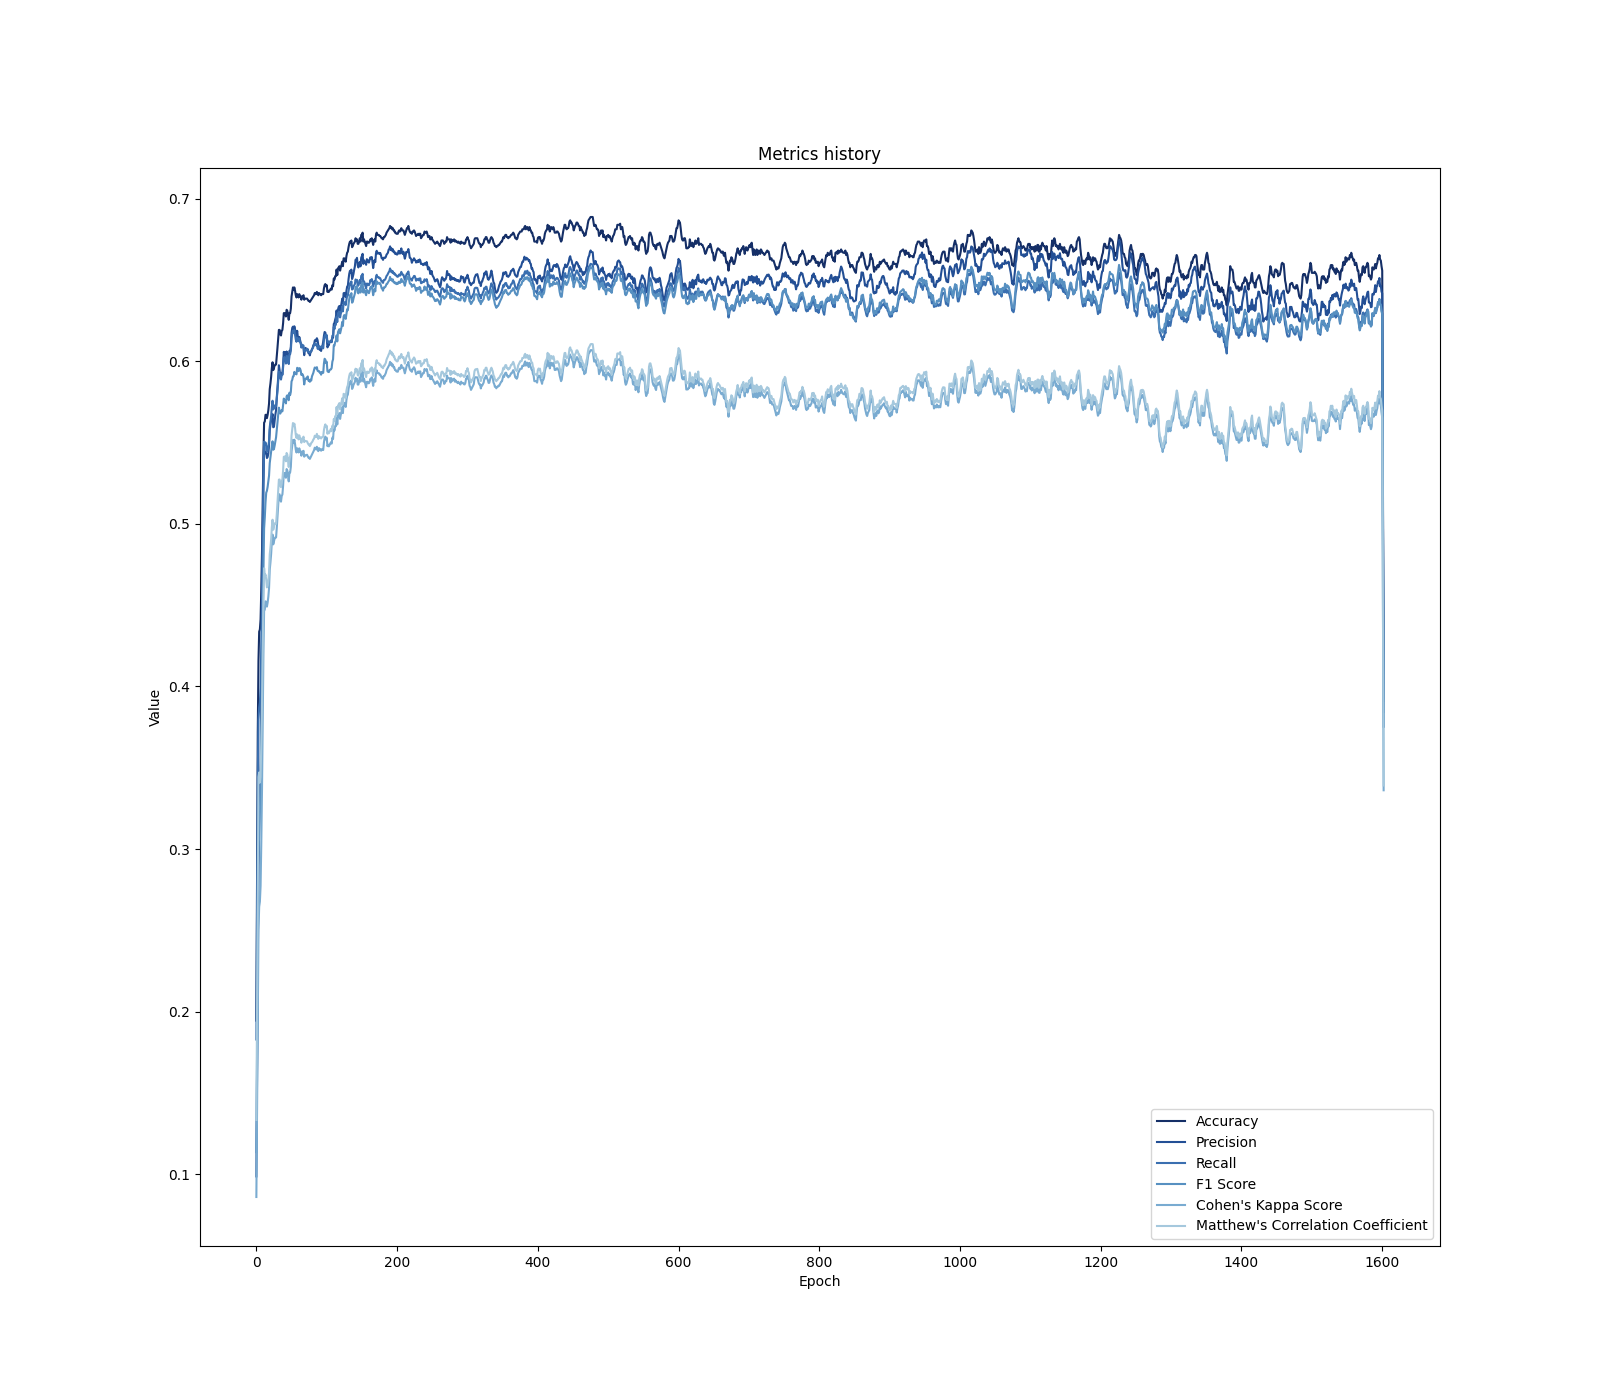 Metrics history
0.7
0.6
0.5
0.4
0.3
0.2
0.1
Value
0 200 400 600 800 1000 1200 1400 1600
Epoch
Accuracy
Precision
Recall
F1 Score
Cohen's Kappa Score
Matthew's Correlation Coefficient